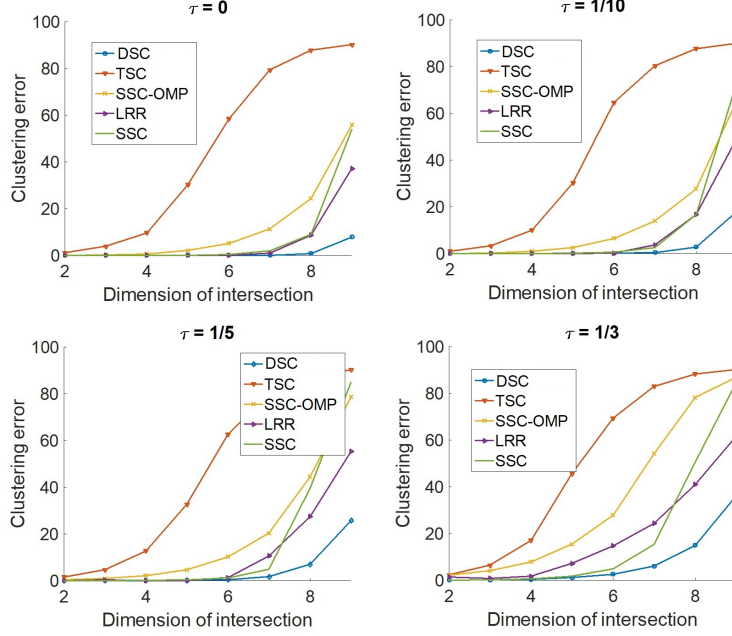 τ = 0
100
80
60
40
20
0
Clustering error
DSC
TSC
SSC-OMP
LRR
SSC
2 4 6 8
Dimension of intersection
τ = 1/10
100
80
60
40
20
0
Clustering error
DSC
TSC
SSC-OMP
LRR
SSC
2 4 6 8
Dimension of intersection
τ = 1/5
100
80
60
40
20
0
Clustering error
DSC
TSC
SSC-OMP
LRR
SSC
2 4 6 8
Dimension of intersection
τ = 1/3
100
80
60
40
20
0
Clustering error
DSC
TSC
SSC-OMP
LRR
SSC
2 4 6 8
Dimension of intersection